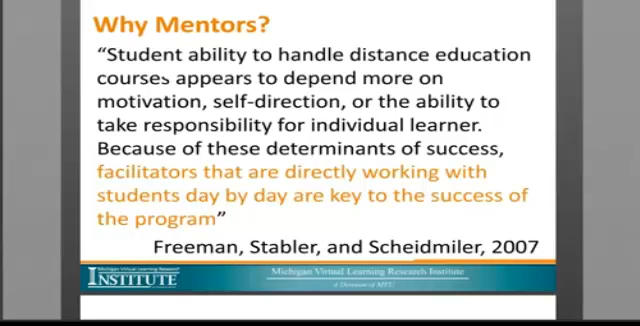 Why Mentors?
“Student ability to handle distance education
courses appears to depend more on
motivation, self-direction, or the ability to
take responsibility for individual learner.
Because of these determinants of success,
facilitators that are directly working with
students day by day are key to the success of
the program”
Freeman, Stabler, and Scheidmiler, 2007
Michigan Virtual Learning Research
INSTITUTE
Michigan Virtual Learning Research Institute
A Division of MVU